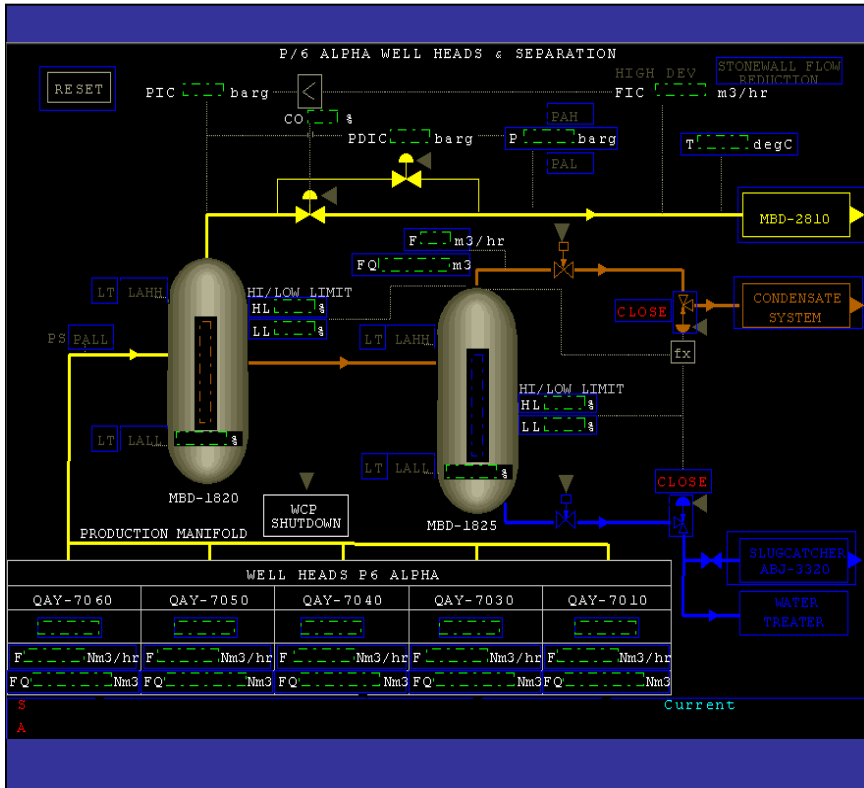 P/6 ALPHA WELL HEADS & SEPARATION
STONEWALL FLOW
REDUCTION
HIGH DEV
RESET
PIC barg
<
FIC m3/hr
CO %
PAH
PDIC barg
P barg
T degC
PAL
MBD-2810
F m3/hr
FQ m3
LT LAHH
HI/LOW LIMIT
HL %
LL %
CONDENSATE
SYSTEM
CLOSE
PS PALL
LT LAHH
fx
HI/LOW LIMIT
HL %
LL %
LT LALL
%
LT LALL
%
CLOSE
MBD-1820
WCP
SHUTDOWN
MBD-1825
PRODUCTION MANIFOLD
SLUGCATCHER
ABJ-3320
WELL HEADS P6 ALPHA
QAY-7060 QAY-7050 QAY-7040 QAY-7030 QAY-7010
WATER
TREATER
F Nm3/hr F Nm3/hr F Nm3/hr F Nm3/hr F Nm3/hr
FQ Nm3 FQ Nm3 FQ Nm3 FQ Nm3 FQ Nm3
S
Current
A